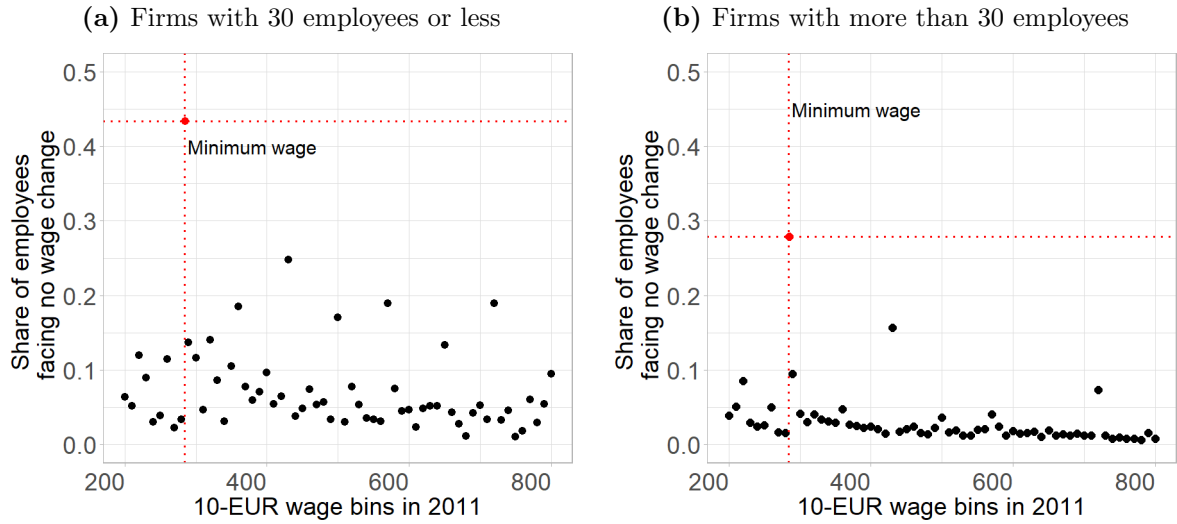 (a) Firms with 30 employees or less
0.5
0.4
0.3
0.2
0.1
0.0
Share of employees
facing no wage change
Minimum wage
200 400 600 800
10-EUR wage bins in 2011
(b) Firms with more than 30 employees
0.5
0.4
0.3
0.2
0.1
0.0
Share of employees
facing no wage change
Minimum wage
200 400 600 800
10-EUR wage bins in 2011